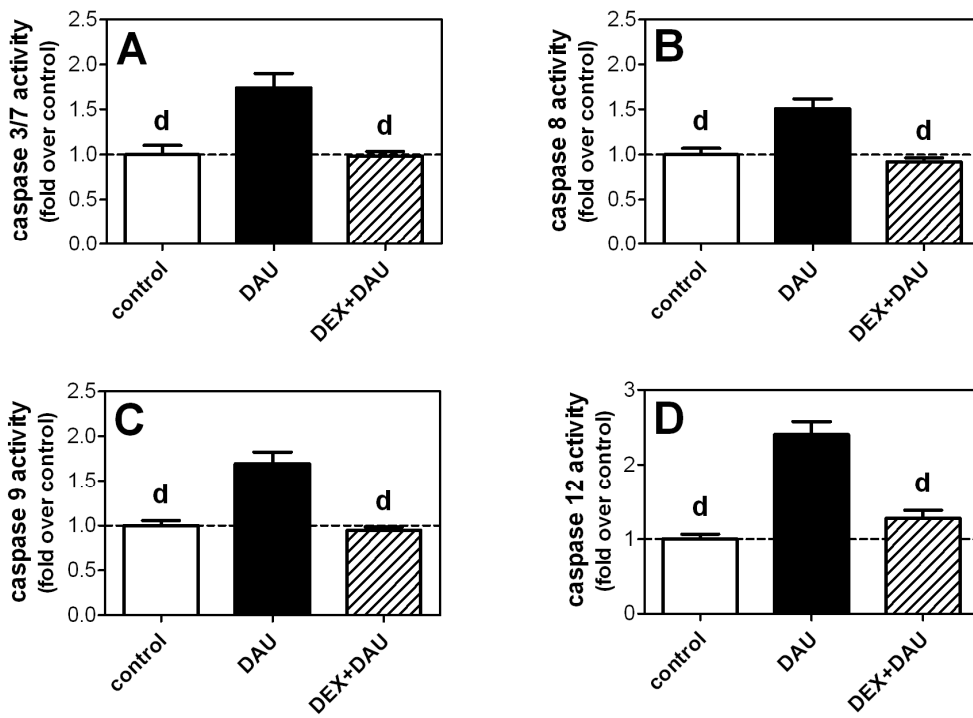 A
caspase 3/7 activity
(fold over control)
2.5
2.0
1.5
1.0
0.5
0.0
d
d
control
DAU
DEX+DAU
B
caspase 8 activity
(fold over control)
2.5
2.0
1.5
1.0
0.5
0.0
d
d
control
DAU
DEX+DAU
C
caspase 9 activity
(fold over control)
2.5
2.0
1.5
1.0
0.5
0.0
d
d
control
DAU
DEX+DAU
D
caspase 12 activity
(fold over control)
3
2
1
0
d
d
control
DAU
DEX+DAU